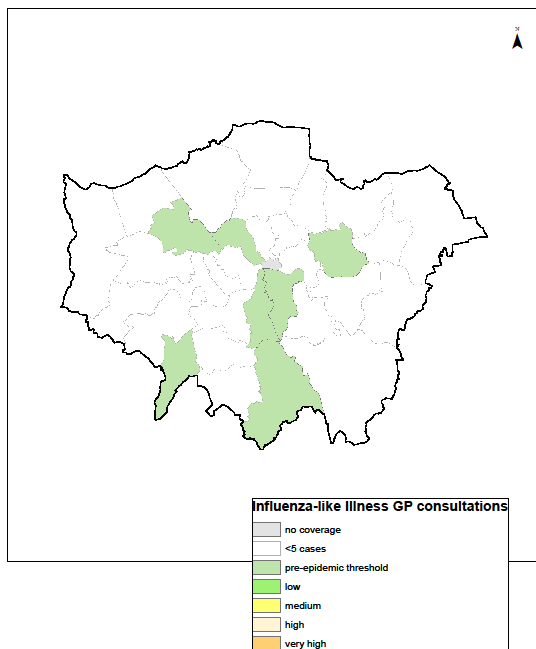 N
Influenza-like Illness GP consultations
no coverage
<5 cases
pre-epidemic threshold
low
medium
high
very high